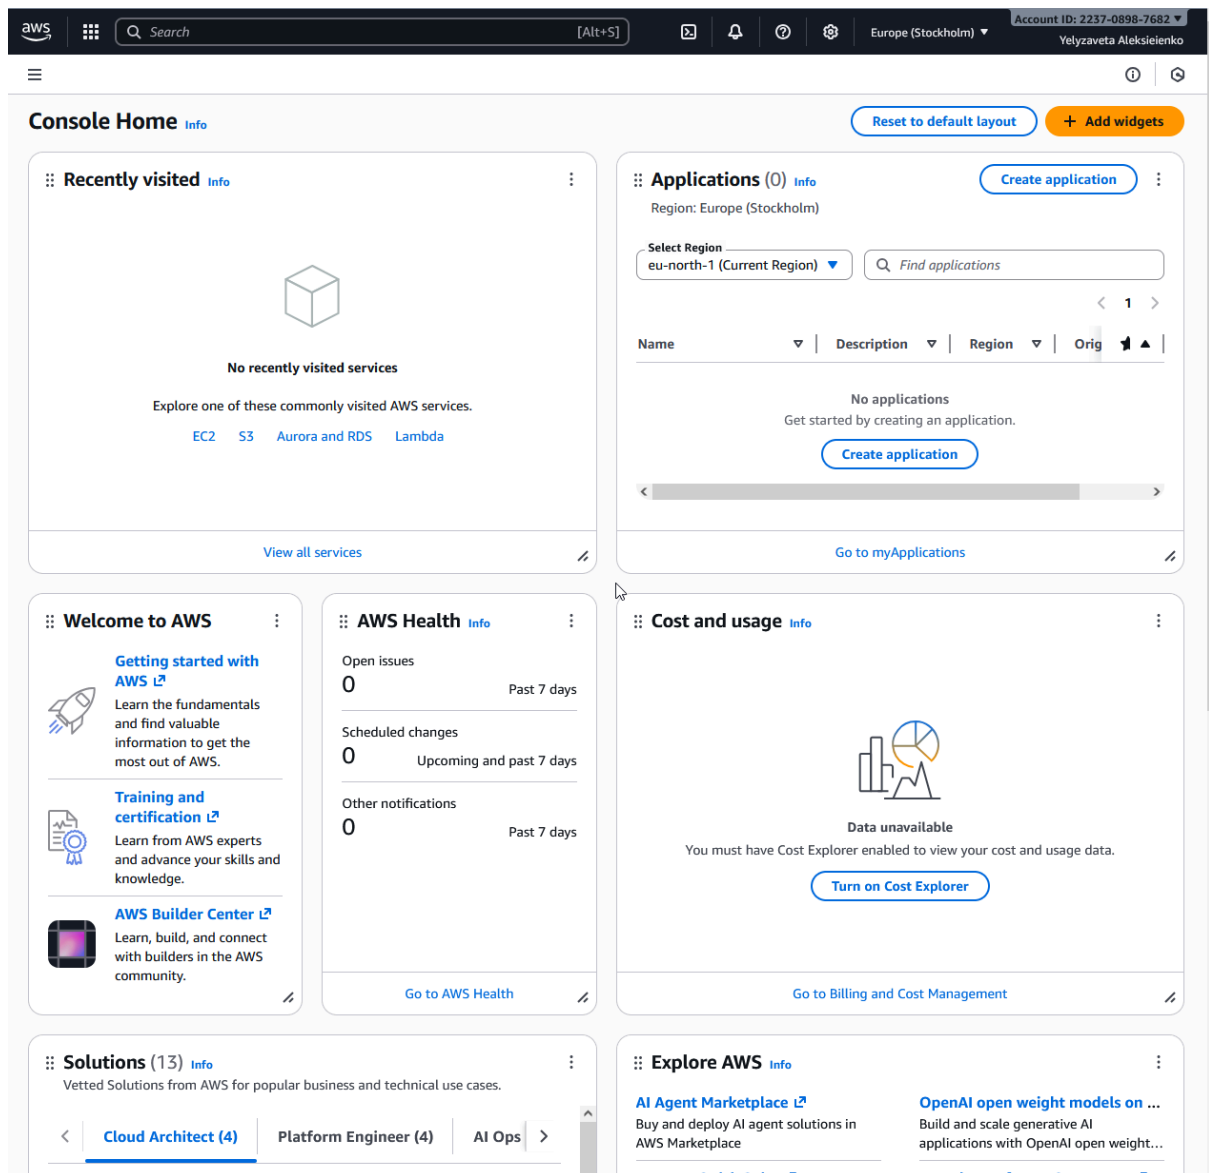 aws
Search
[Alt+S]
Europe (Stockholm)
Account ID: 2237-0898-7682
Yelyzaveta Aleksieienko
Console Home Info
Reset to default layout
+ Add widgets
Recently visited Info
No recently visited services
Explore one of these commonly visited AWS services.
EC2 S3 Aurora and RDS Lambda
View all services
Applications (0) Info
Create application
Region: Europe (Stockholm)
Select Region
eu-north-1 (Current Region)
Find applications
1
Name Description Region Orig
No applications
Get started by creating an application.
Create application
Go to myApplications
Welcome to AWS
Getting started with
AWS
Learn the fundamentals
and find valuable
information to get the
most out of AWS.
Training and
certification
Learn from AWS experts
and advance your skills and
knowledge.
AWS Builder Center
Learn, build, and connect
with builders in the AWS
community.
AWS Health Info
Open issues
0 Past 7 days
Scheduled changes
0 Upcoming and past 7 days
Other notifications
0 Past 7 days
Go to AWS Health
Cost and usage Info
Data unavailable
You must have Cost Explorer enabled to view your cost and usage data.
Turn on Cost Explorer
Go to Billing and Cost Management
Solutions (13) Info
Vetted Solutions from AWS for popular business and technical use cases.
Cloud Architect (4) Platform Engineer (4) AI Ops
Explore AWS Info
AI Agent Marketplace
Buy and deploy AI agent solutions in
AWS Marketplace
OpenAI open weight models on ...
Build and scale generative AI
applications with OpenAI open weight...